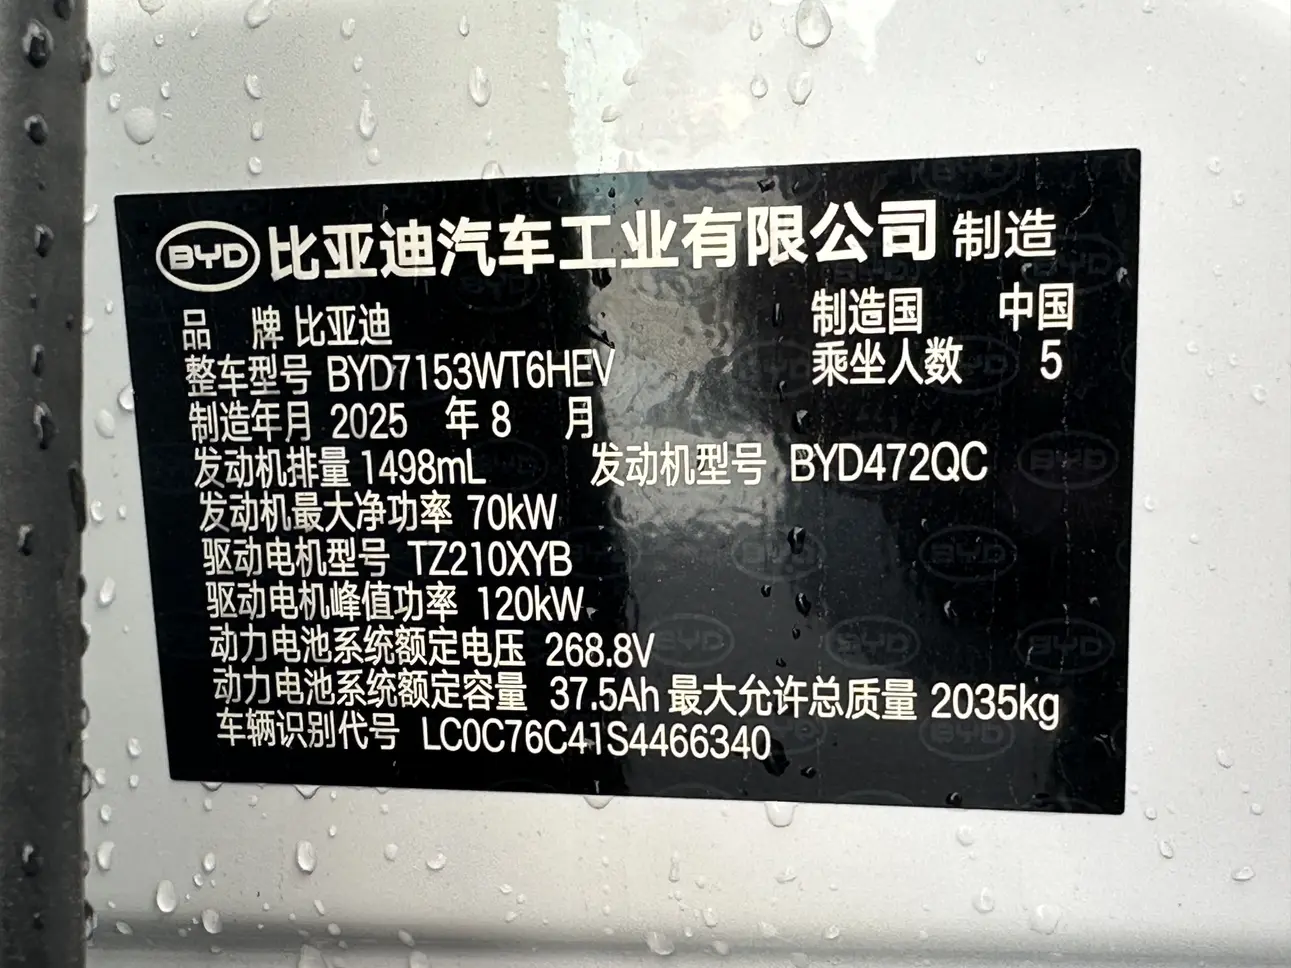 BYD 比亚迪汽车工业有限公司 制造
品 牌 比亚迪 制造国 中国
整车型号 BYD7153WT6HEV 乘坐人数 5
制造年月 2025 年 8 月
发动机排量 1498mL 发动机型号 BYD472QC
发动机最大净功率 70kW
驱动电机型号 TZ210XYB
驱动电机峰值功率 120kW
动力电池系统额定电压 268.8V
动力电池系统额定容量 37.5Ah 最大允许总质量 2035kg
车辆识别代号 LC0C76C41S4466340